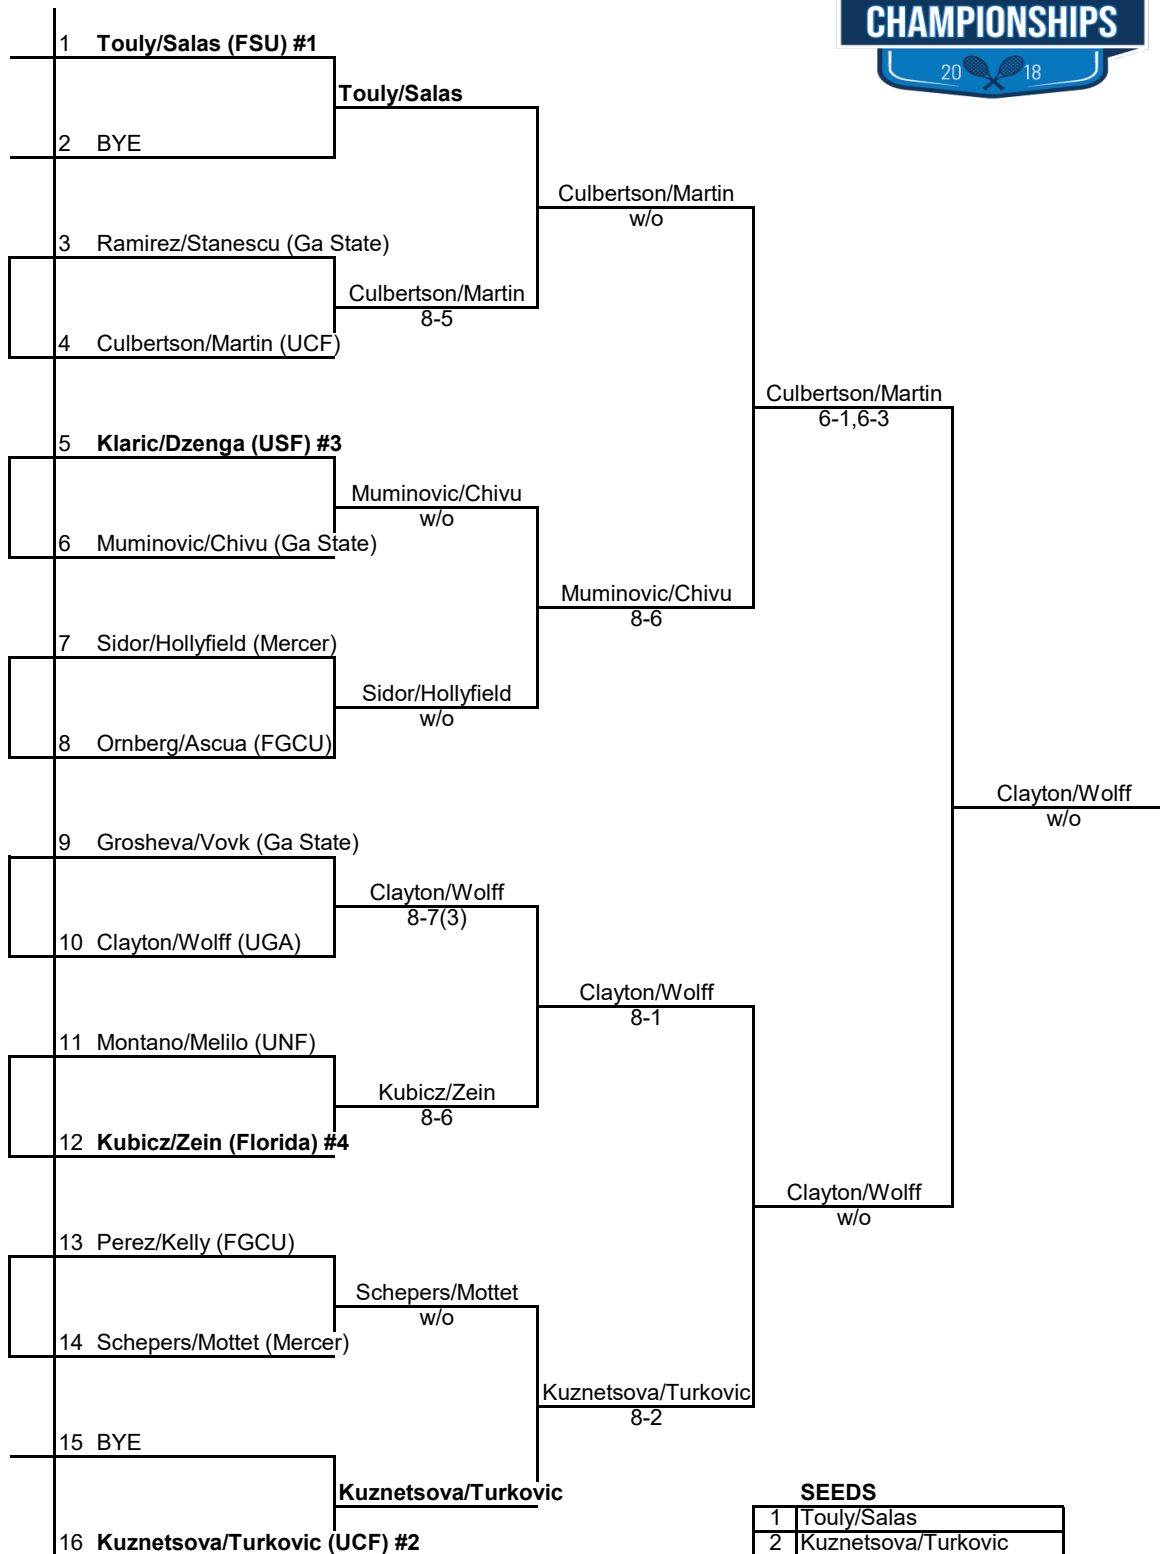 CHAMPIONSHIPS
20 18
1 Touly/Salas (FSU) #1
Touly/Salas
2 BYE
Culbertson/Martin
w/o
3 Ramirez/Stanescu (Ga State)
Culbertson/Martin
8-5
4 Culbertson/Martin (UCF)
Culbertson/Martin
6-1,6-3
5 Klaric/Dzenga (USF) #3
Muminovic/Chivu
w/o
6 Muminovic/Chivu (Ga State)
Muminovic/Chivu
8-6
7 Sidor/Hollyfield (Mercer)
Sidor/Hollyfield
w/o
8 Ornberg/Ascua (FGCU)
Clayton/Wolff
w/o
9 Grosheva/Vovk (Ga State)
Clayton/Wolff
8-7(3)
10 Clayton/Wolff (UGA)
Clayton/Wolff
8-1
11 Montano/Melilo (UNF)
Kubicz/Zein
8-6
12 Kubicz/Zein (Florida) #4
Clayton/Wolff
w/o
13 Perez/Kelly (FGCU)
Schepers/Mottet
w/o
14 Schepers/Mottet (Mercer)
Kuznetsova/Turkovic
8-2
15 BYE
Kuznetsova/Turkovic
SEEDS
1 Touly/Salas
16 Kuznetsova/Turkovic (UCF) #2
2 Kuznetsova/Turkovic